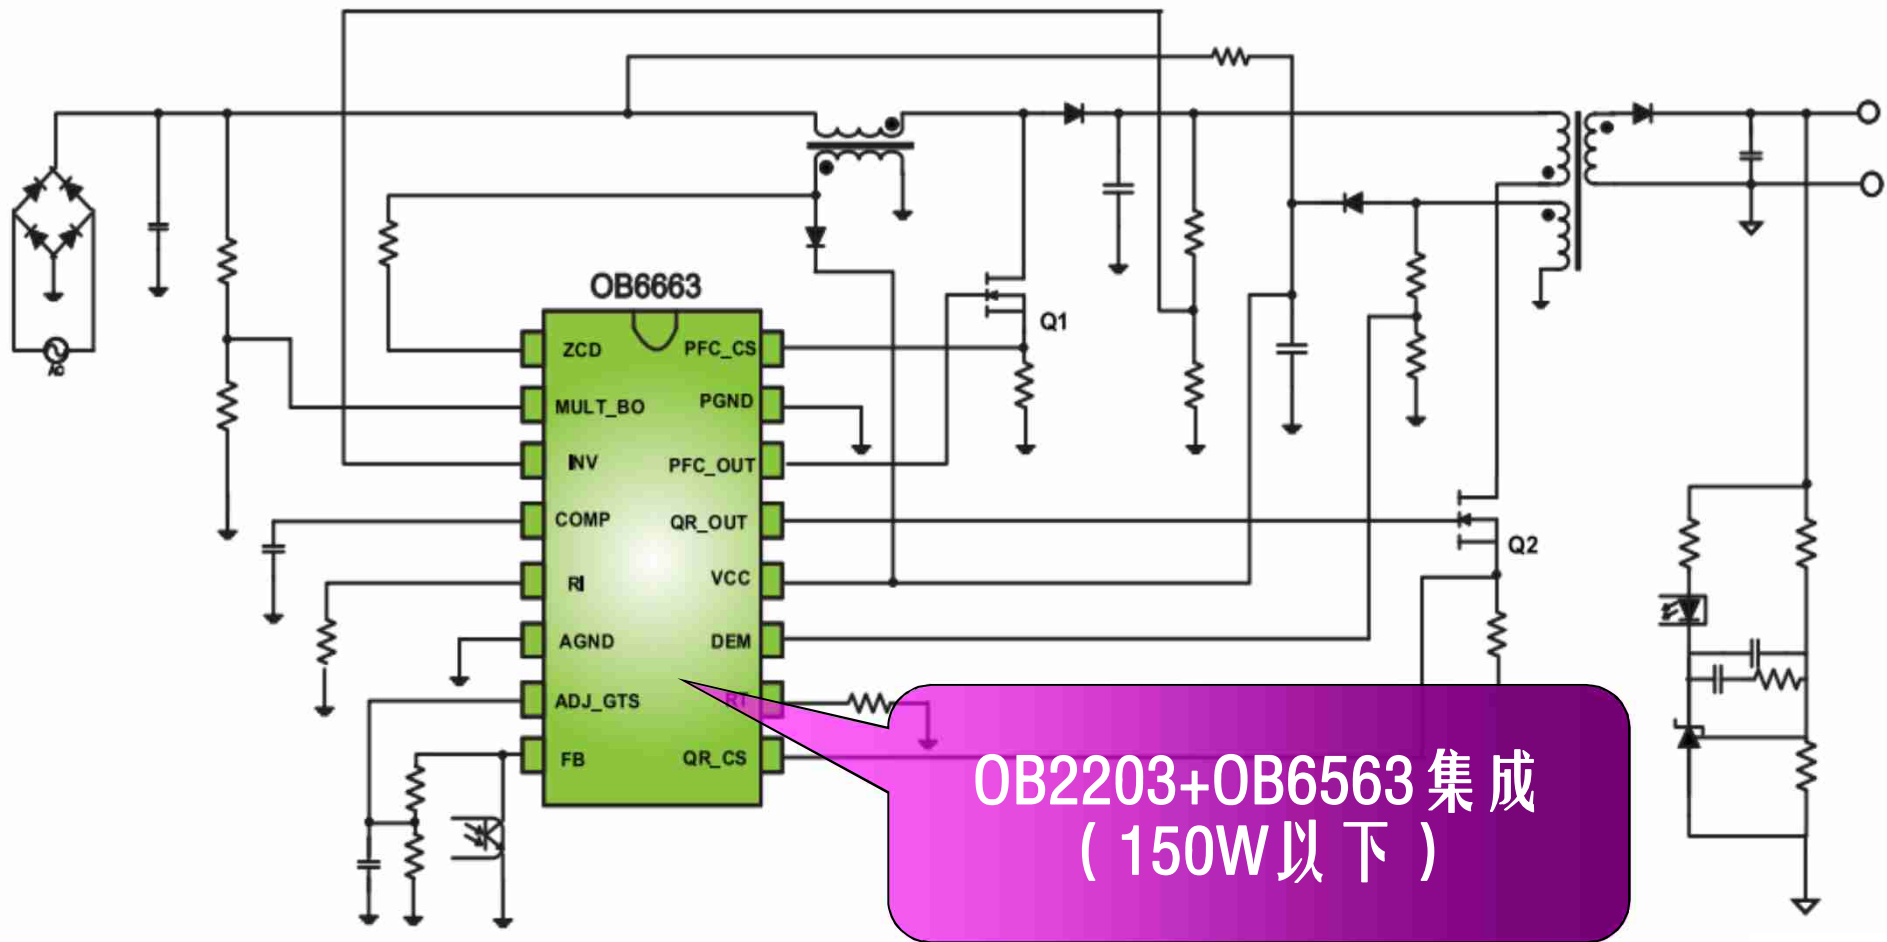 OB6663
AC
ZCD
MULT_BO
INV
COMP
RI
AGND
ADJ_GTS
FB
PFC_CS
PGND
PFC_OUT
QR_OUT
VCC
DEM
RT
QR_CS
Q1
Q2
OB2203+OB6563集成
(150W以下)